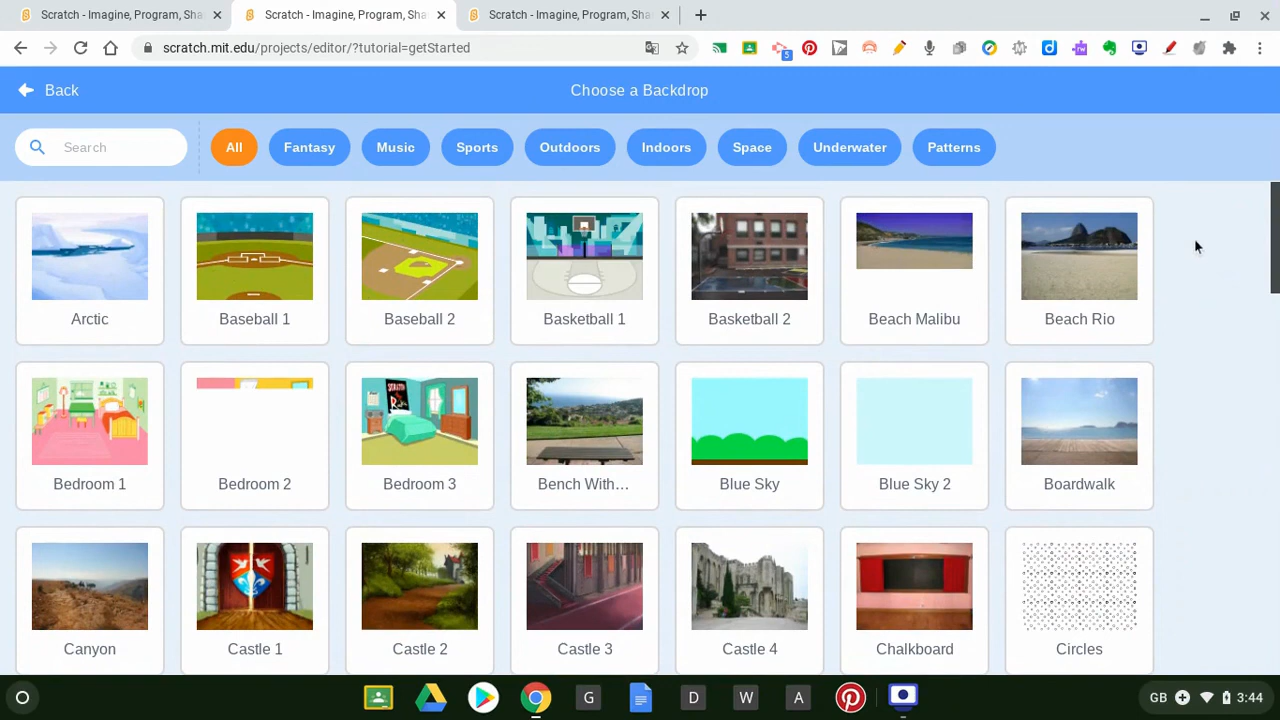 Scratch - Imagine, Program, Sha
Scratch - Imagine, Program, Sha
Scratch - Imagine, Program, Sha
scratch.mit.edu/projects/editor/?tutorial=getStarted
5
Back
Choose a Backdrop
Search
All
Fantasy
Music
Sports
Outdoors
Indoors
Space
Underwater
Patterns
Arctic
Baseball 1
Baseball 2
Basketball 1
Basketball 2
Beach Malibu
Beach Rio
Bedroom 1
Bedroom 2
Bedroom 3
Bench With...
Blue Sky
Blue Sky 2
Boardwalk
Canyon
Castle 1
Castle 2
Castle 3
Castle 4
Chalkboard
Circles
G
D
W
A
GB
3:44